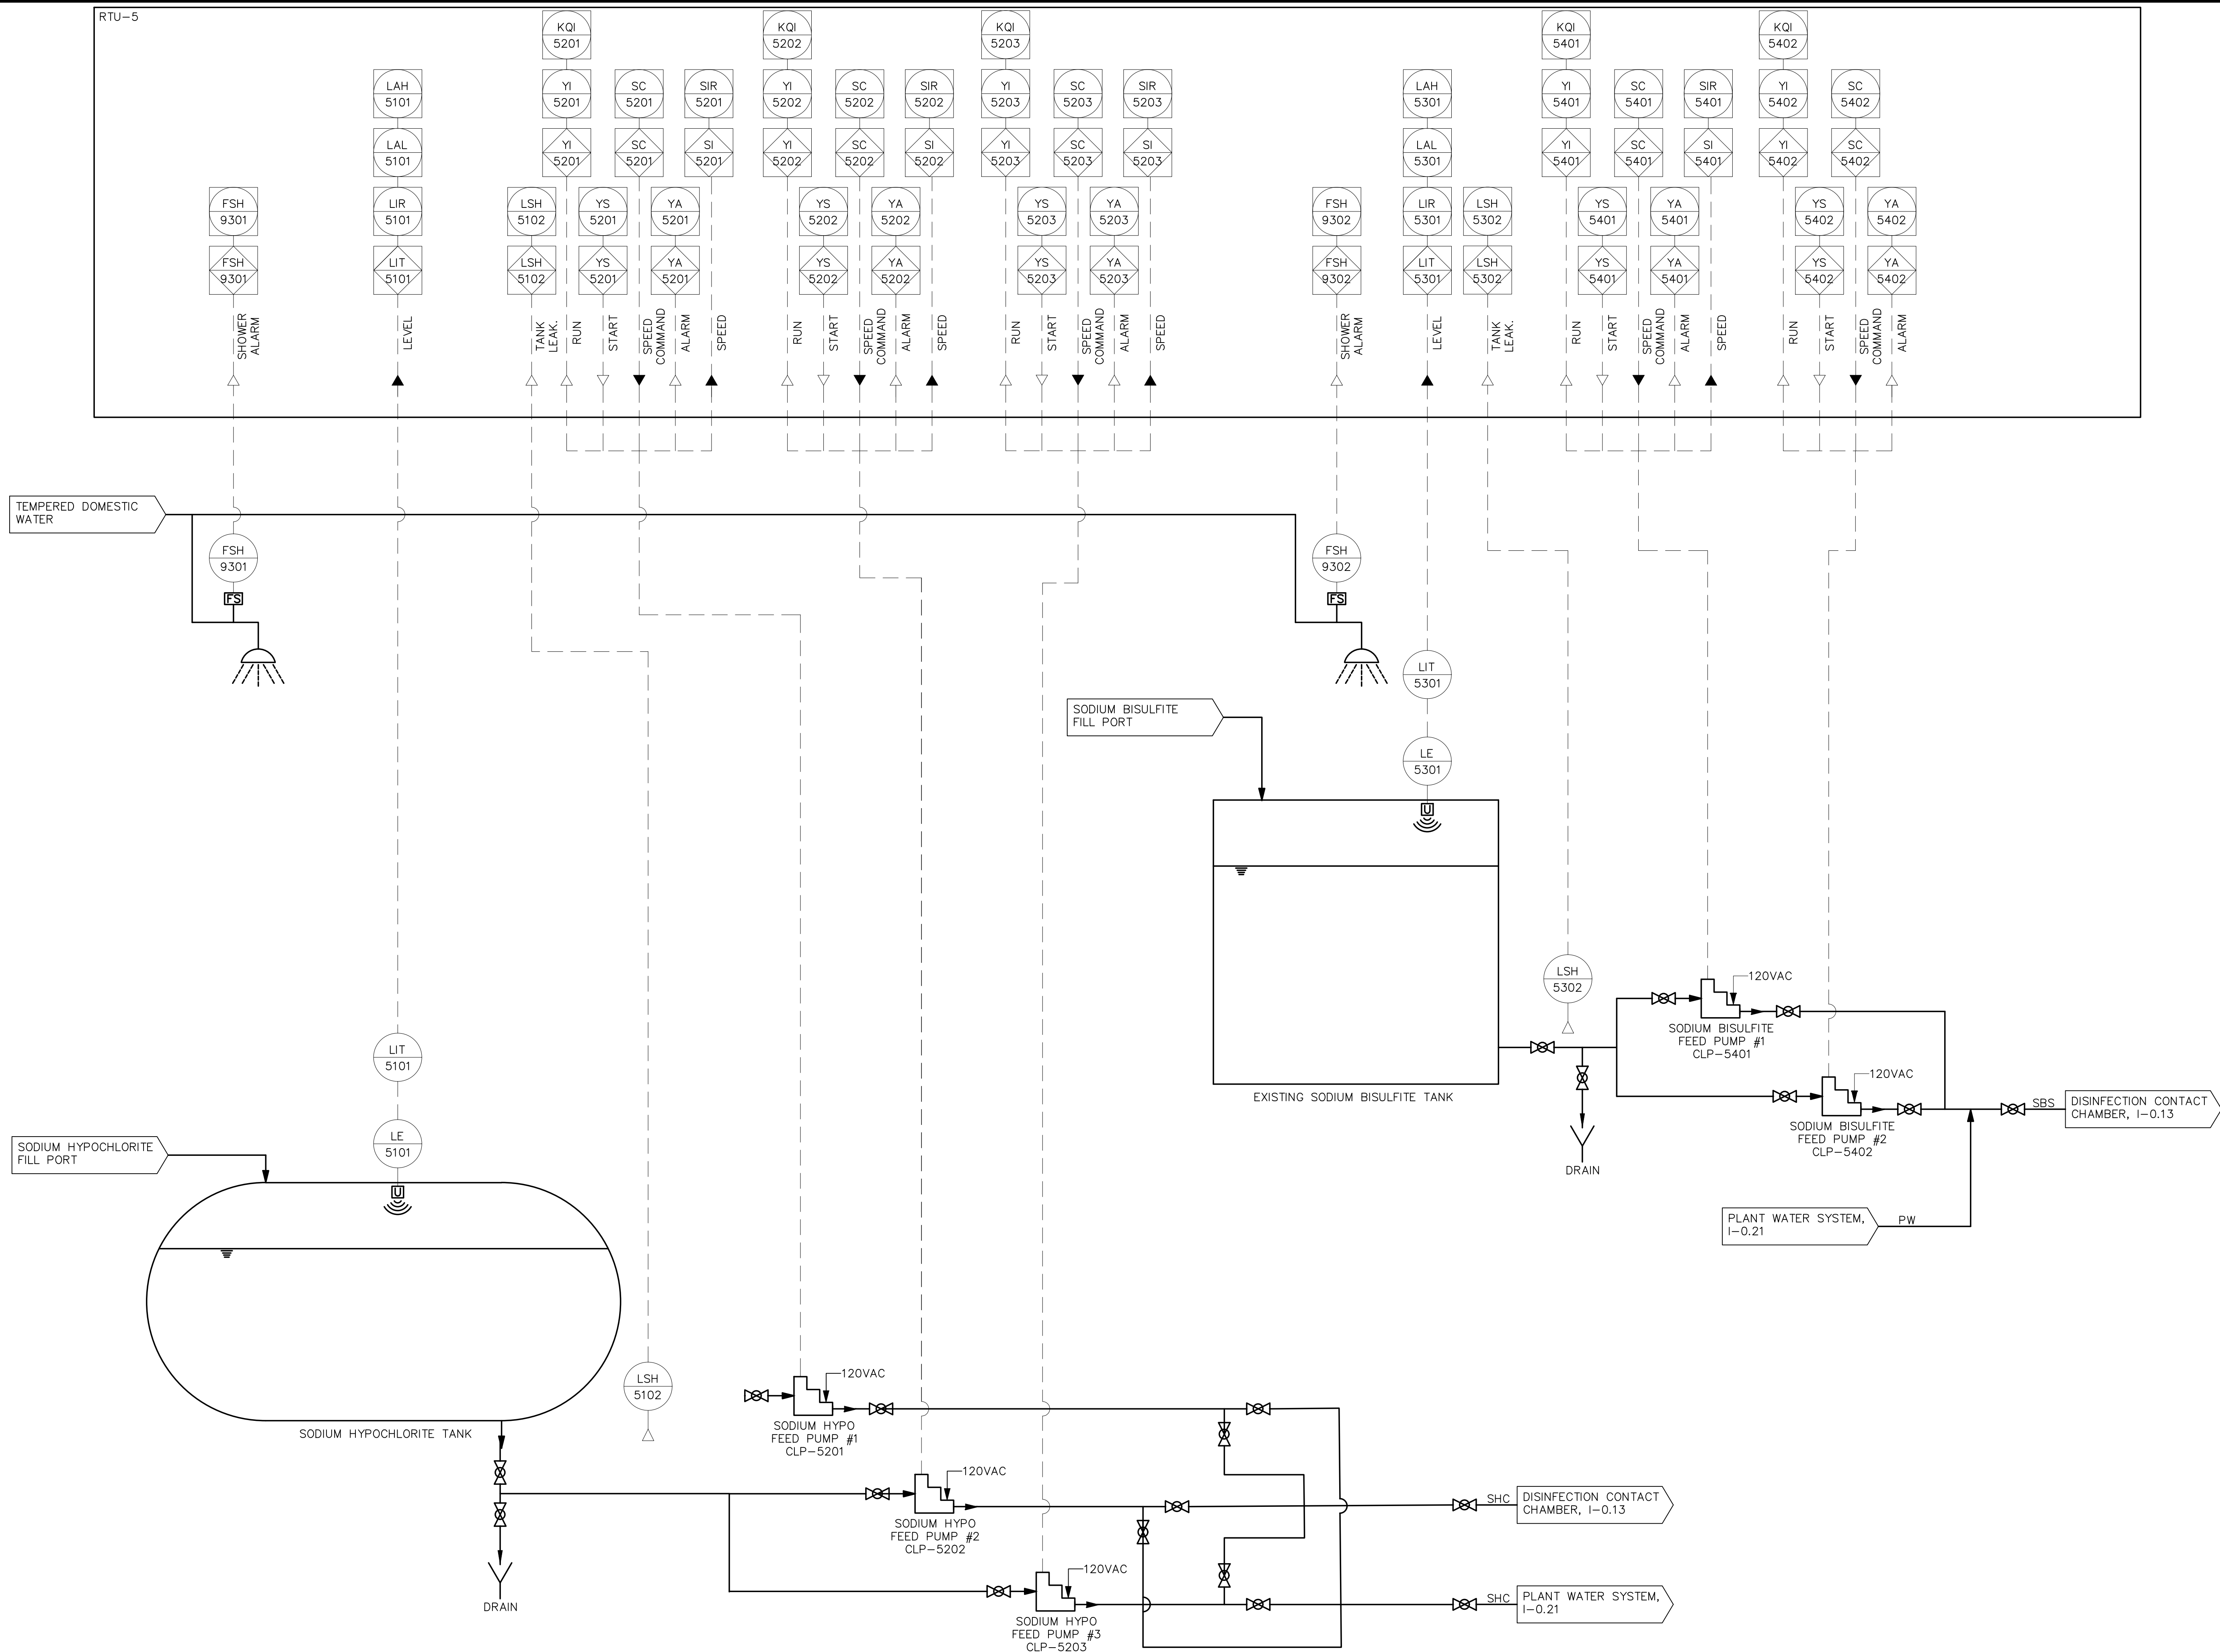 RTU-5
KQI
5201
KQI
5202
KQI
5203
KQI
5401
KQI
5402
LAH
5101
YI
5201
SC
5201
SIR
5201
YI
5202
SC
5202
SIR
5202
YI
5203
SC
5203
SIR
5203
LAH
5301
YI
5401
SC
5401
SIR
5401
YI
5402
SC
5402
LAL
5101
YI
5201
SC
5201
SI
5201
YI
5202
SC
5202
SI
5202
YI
5203
SC
5203
SI
5203
LAL
5301
YI
5401
SC
5401
SI
5401
YI
5402
SC
5402
FSH
9301
LIR
5101
LSH
5102
YS
5201
YA
5201
YS
5202
YA
5202
YS
5203
YA
5203
FSH
9302
LIR
5301
LSH
5302
YS
5401
YA
5401
YS
5402
YA
5402
FSH
9301
LIT
5101
LSH
5102
YS
5201
YA
5201
YS
5202
YA
5202
YS
5203
YA
5203
FSH
9302
LIT
5301
LSH
5302
YS
5401
YA
5401
YS
5402
YA
5402
SHOWER
ALARM
LEVEL
TANK
LEAK.
RUN
START
SPEED
COMMAND
ALARM
SPEED
RUN
START
SPEED
COMMAND
ALARM
SPEED
RUN
START
SPEED
COMMAND
ALARM
SPEED
SHOWER
ALARM
LEVEL
TANK
LEAK.
RUN
START
SPEED
COMMAND
ALARM
SPEED
RUN
START
SPEED
COMMAND
ALARM
TEMPERED DOMESTIC
WATER
FSH
9301
FS
FSH
9302
FS
LIT
5301
SODIUM BISULFITE
FILL PORT
LE
5301
U
LSH
5302
120VAC
SODIUM BISULFITE
FEED PUMP #1
CLP-5401
EXISTING SODIUM BISULFITE TANK
120VAC
SODIUM BISULFITE
FEED PUMP #2
CLP-5402
SBS
DISINFECTION CONTACT
CHAMBER, I-0.13
DRAIN
PLANT WATER SYSTEM,
I-0.21
PW
LIT
5101
LE
5101
U
SODIUM HYPOCHLORITE
FILL PORT
SODIUM HYPOCHLORITE TANK
LSH
5102
120VAC
SODIUM HYPO
FEED PUMP #1
CLP-5201
120VAC
SODIUM HYPO
FEED PUMP #2
CLP-5202
SHC
DISINFECTION CONTACT
CHAMBER, I-0.13
DRAIN
120VAC
SODIUM HYPO
FEED PUMP #3
CLP-5203
SHC
PLANT WATER SYSTEM,
I-0.21